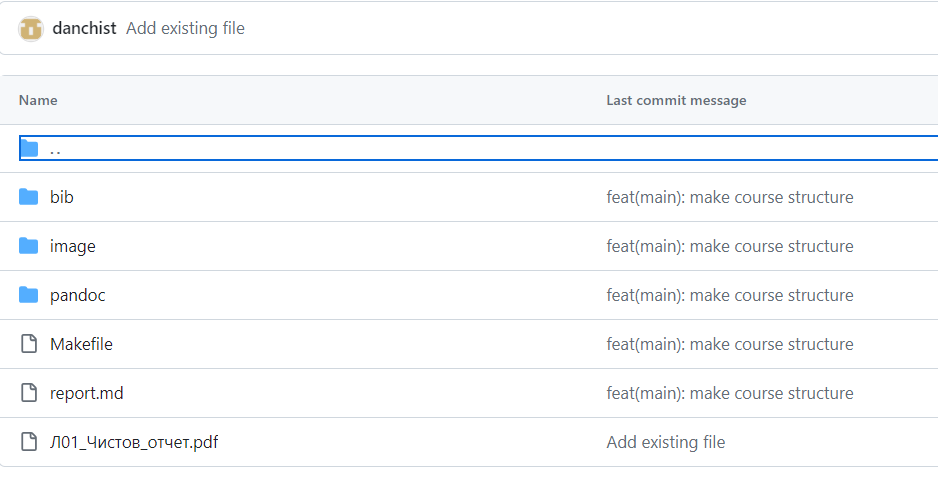 danchist Add existing file
Name Last commit message
..
bib feat(main): make course structure
image feat(main): make course structure
pandoc feat(main): make course structure
Makefile feat(main): make course structure
report.md feat(main): make course structure
Л01_Чистов_отчет.pdf Add existing file